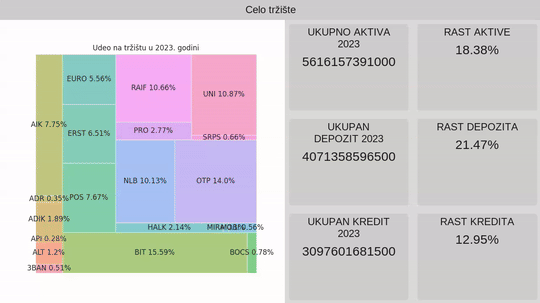 Celo tržište
Udeo na tržištu u 2023. godini
EURO 5.56%
RAIF 10.66%
UNI 10.87%
AIK 7.75%
ERST 6.51%
PRO 2.77%
SRPS 0.66%
NLB 10.13%
OTP 14.0%
ADR 0.35%
POS 7.67%
ADIK 1.89%
HALK 2.14%
0.56%
API 0.28%
ALT 1.2%
BIT 15.59%
BOCS 0.78%
3BAN 0.51%
UKUPNO AKTIVA
2023
5616157391000
RAST AKTIVE
18.38%
UKUPAN
DEPOZIT 2023
4071358596500
RAST DEPOZITA
21.47%
UKUPAN KREDIT
2023
3097601681500
RAST KREDITA
12.95%